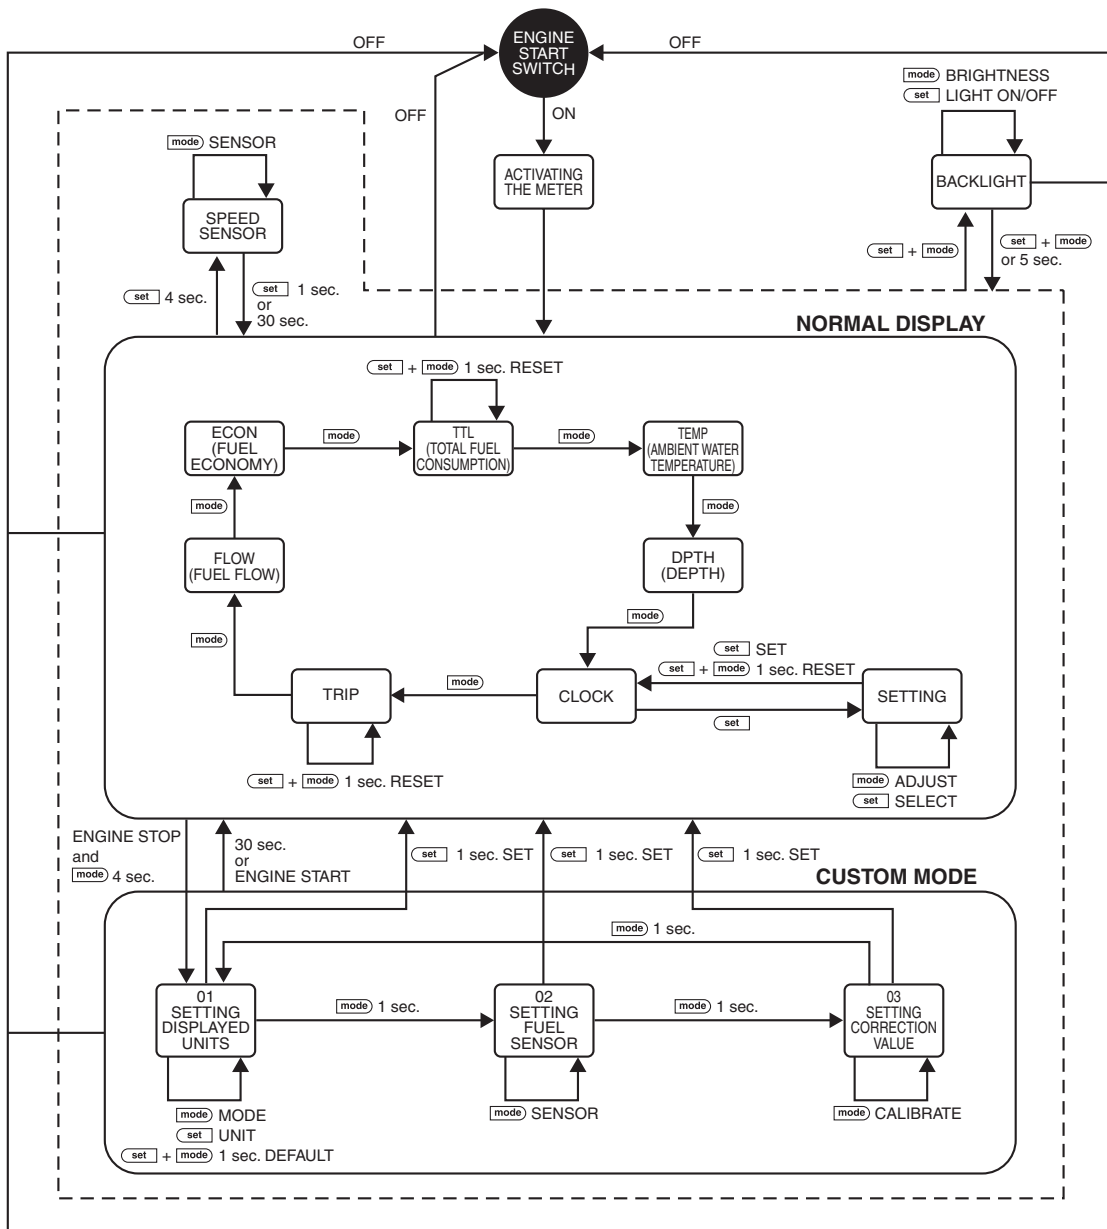 OFF
ENGINE
START
SWITCH
OFF
mode BRIGHTNESS
set LIGHT ON/OFF
OFF
ON
mode SENSOR
ACTIVATING
THE METER
BACKLIGHT
SPEED
SENSOR
set + mode
set + mode
or 5 sec.
set 4 sec.
set 1 sec.
or
30 sec.
NORMAL DISPLAY
set + mode 1 sec. RESET
ECON
(FUEL
ECONOMY)
mode
TTL
(TOTAL FUEL
CONSUMPTION)
mode
TEMP
(AMBIENT WATER
TEMPERATURE)
mode
mode
FLOW
(FUEL FLOW)
DPTH
(DEPTH)
mode
mode
set SET
set + mode 1 sec. RESET
TRIP
mode
CLOCK
SETTING
set
set + mode 1 sec. RESET
mode ADJUST
set SELECT
ENGINE STOP
and
mode 4 sec.
30 sec.
or
ENGINE START
set 1 sec. SET
set 1 sec. SET
set 1 sec. SET
CUSTOM MODE
mode 1 sec.
01
SETTING
DISPLAYED
UNITS
mode 1 sec.
02
SETTING
FUEL
SENSOR
mode 1 sec.
03
SETTING
CORRECTION
VALUE
mode MODE
set UNIT
set + mode 1 sec. DEFAULT
mode SENSOR
mode CALIBRATE